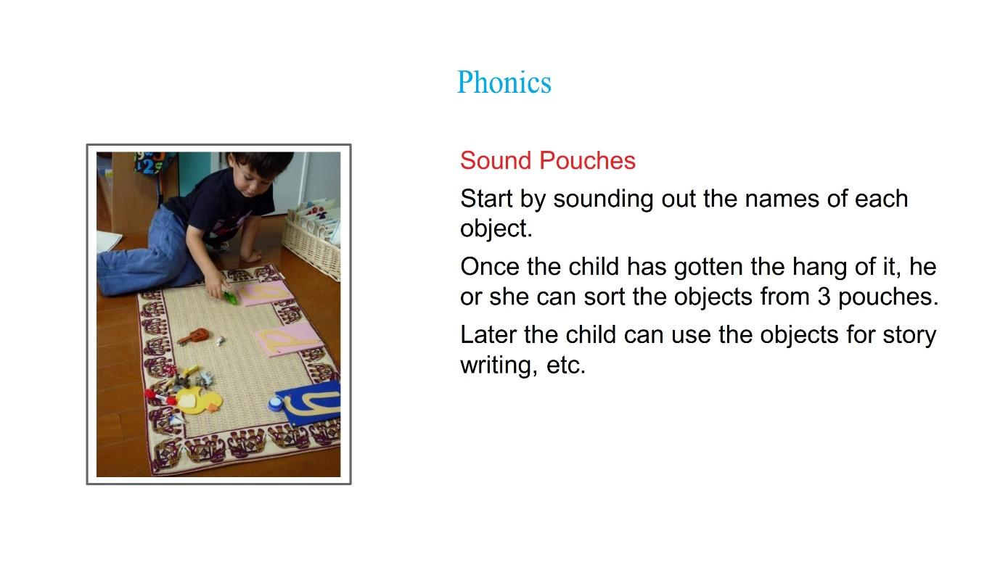 Phonics
Sound Pouches
Start by sounding out the names of each
object.
Once the child has gotten the hang of it, he
or she can sort the objects from 3 pouches.
Later the child can use the objects for story
writing, etc.